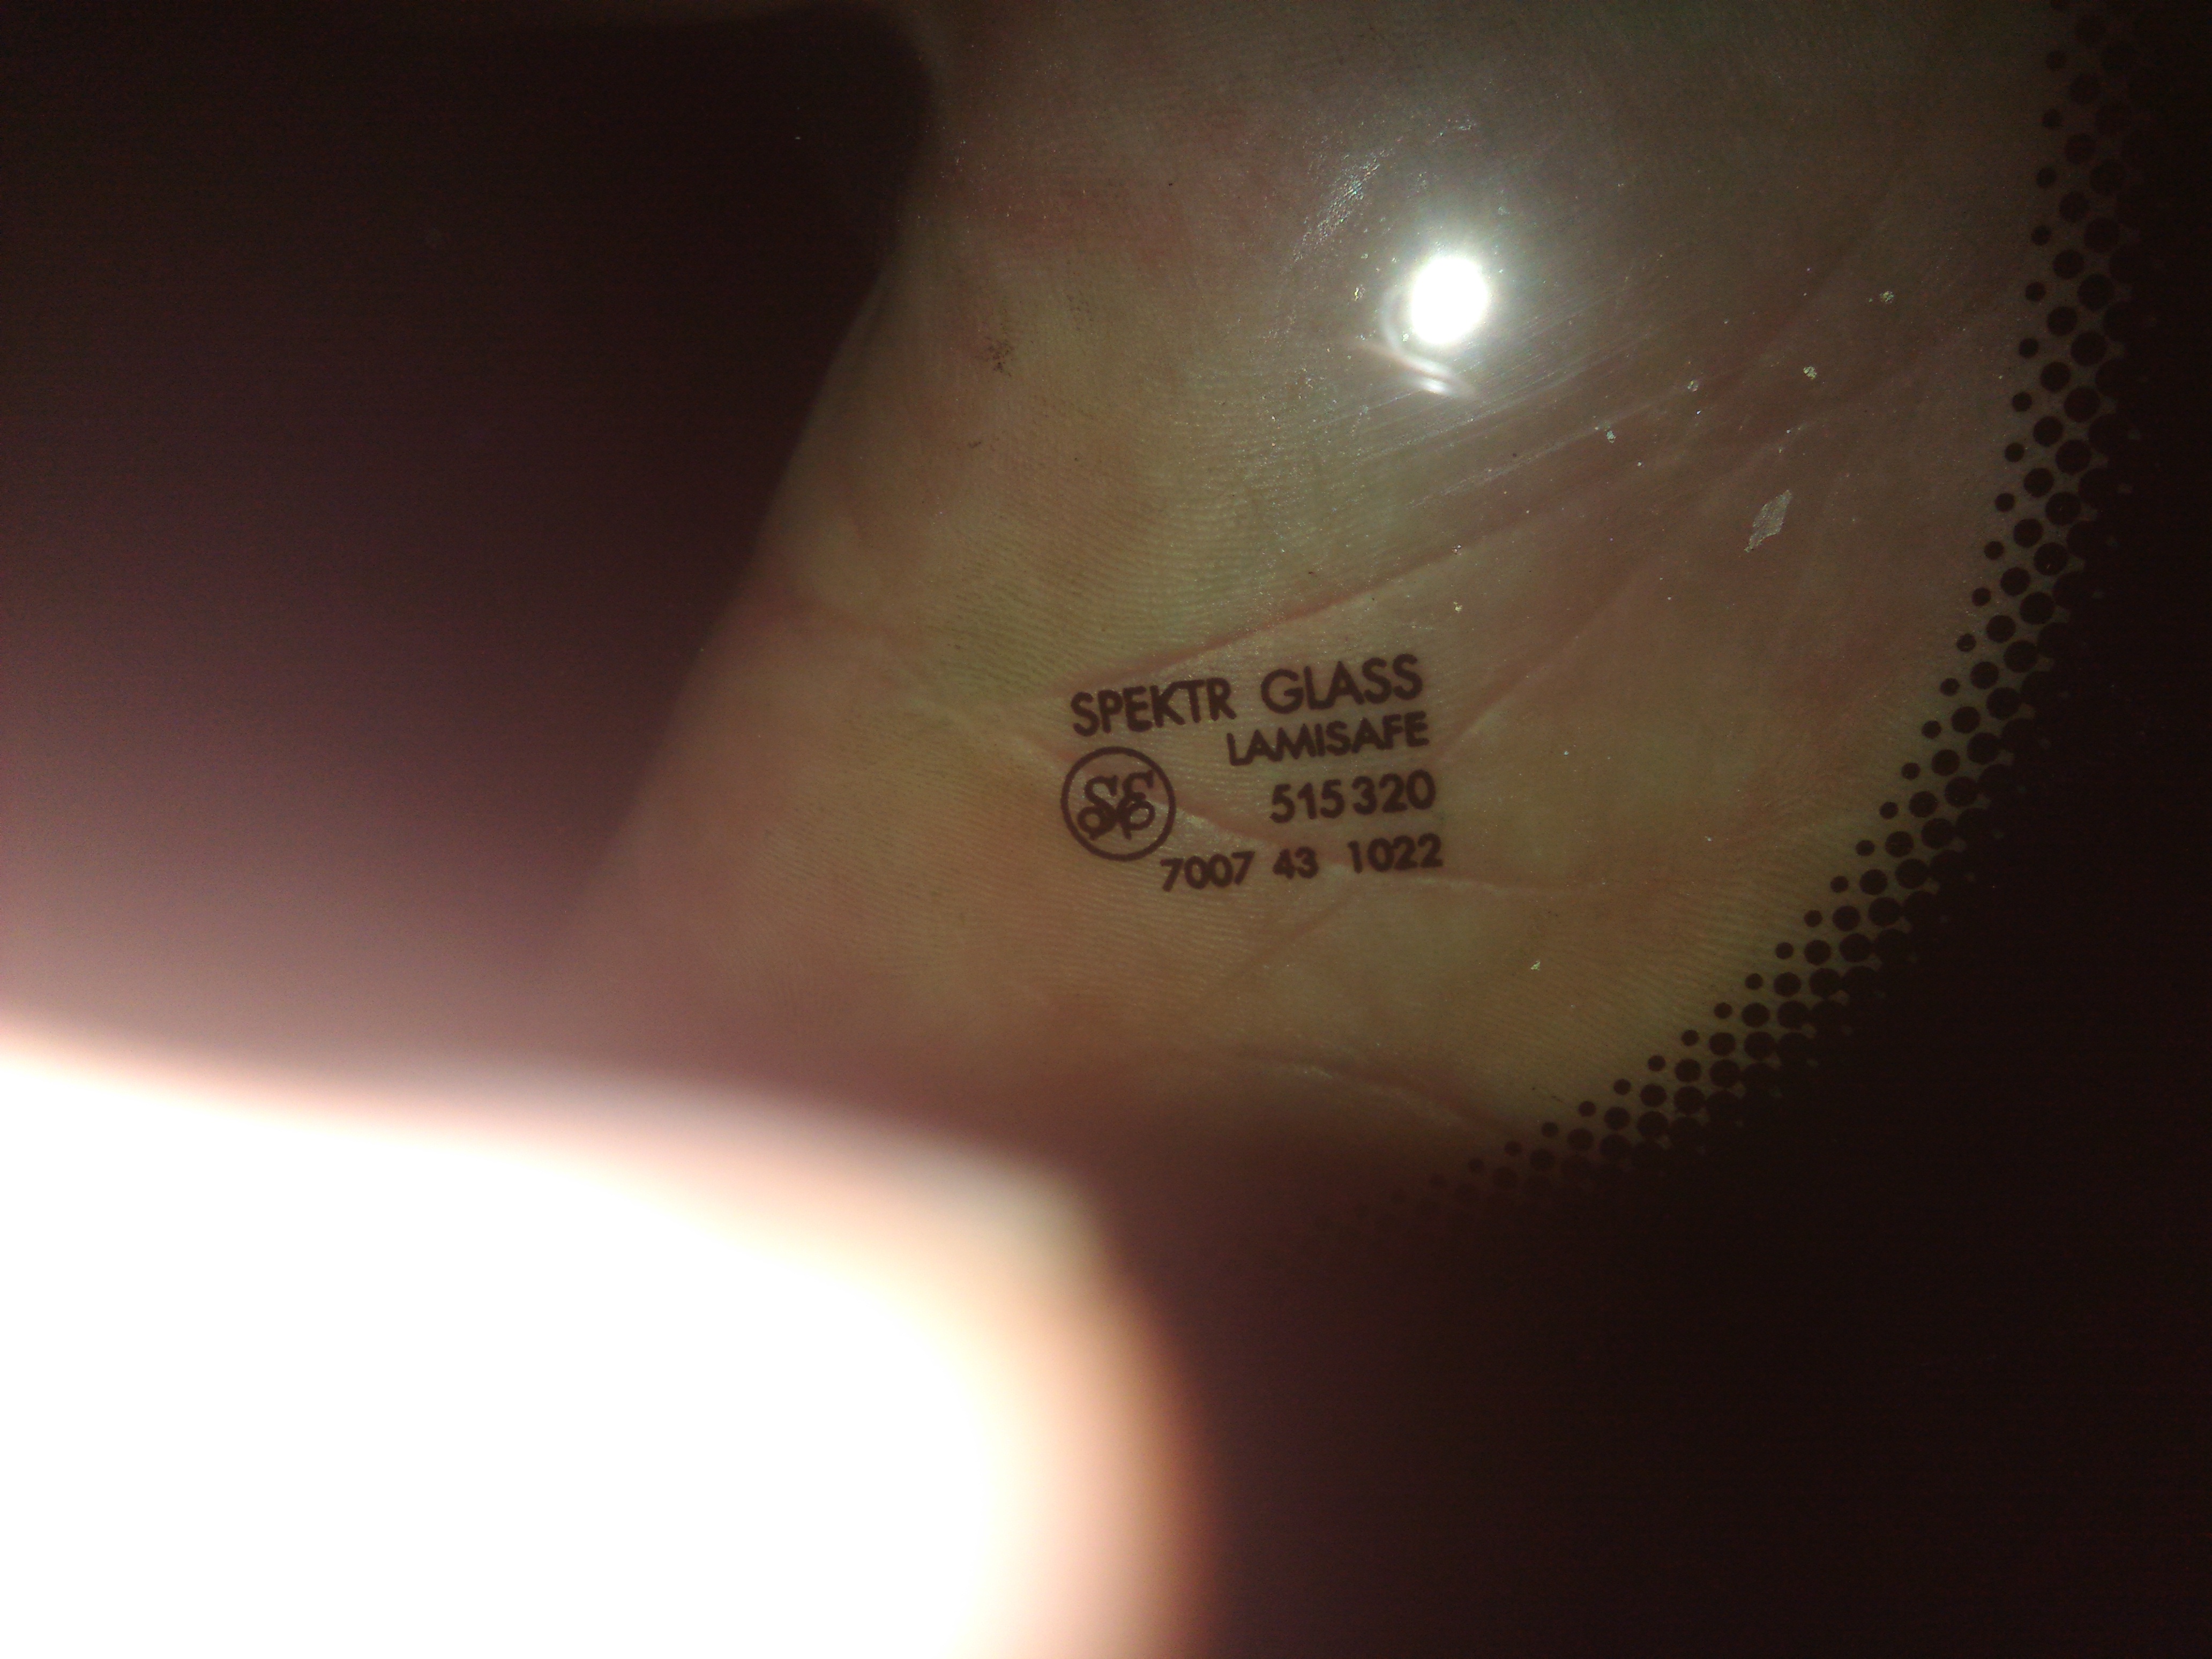 SPEKTR GLASS
LAMISAFE
515320
7007 43 1022